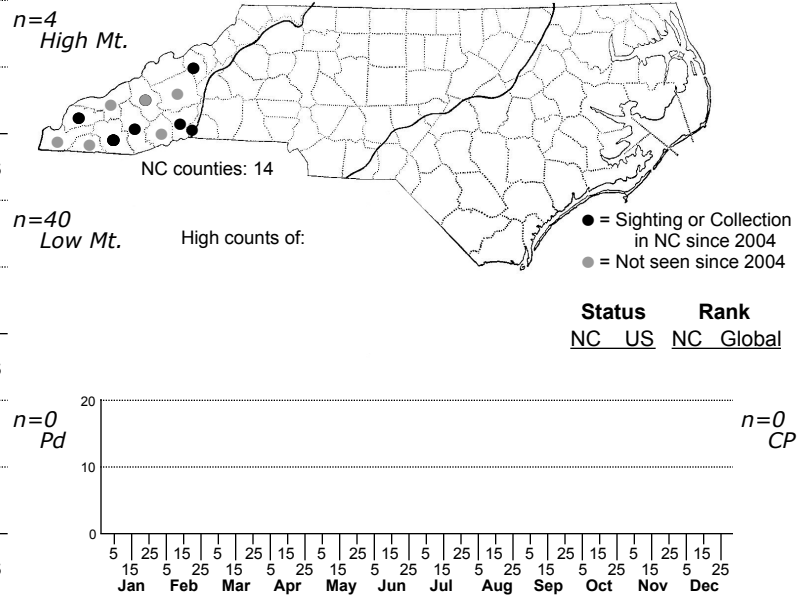 n=4
High Mt.
NC counties: 14
n=40
Low Mt.
High counts of:
= Sighting or Collection
in NC since 2004
= Not seen since 2004
Status Rank
NC US NC Global
n=0
Pd
n=0
CP
20
10
0
5 25 15 5 25 15 5 25 15 5 25 15 5 25 15 5 25 15
15 5 25 15 5 25 15 5 25 15 5 25 15 5 25 15 5 25
Jan Feb Mar Apr May Jun Jul Aug Sep Oct Nov Dec